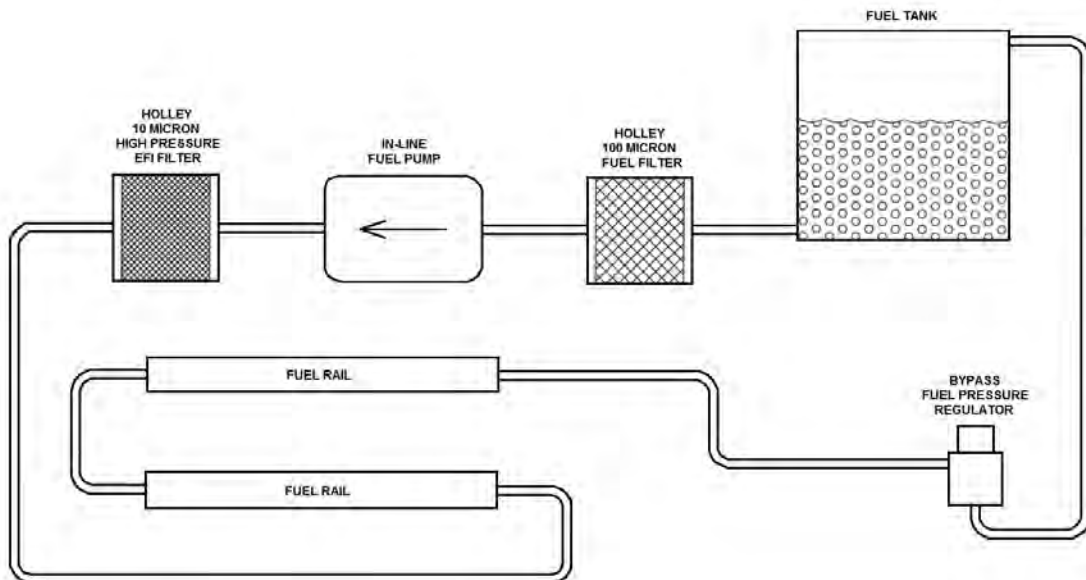 FUEL TANK
HOLLEY
10 MICRON
HIGH PRESSURE
EFI FILTER
IN-LINE
FUEL PUMP
HOLLEY
100 MICRON
FUEL FILTER
FUEL RAIL
BYPASS
FUEL PRESSURE
REGULATOR
FUEL RAIL